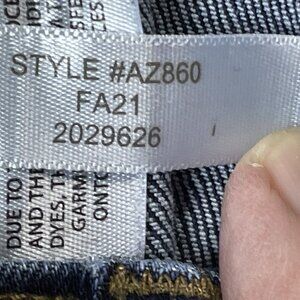 STYLE #AZ860
FA21
2029626
DUE TO
AND THE
DYES, T
GARM
ONTO